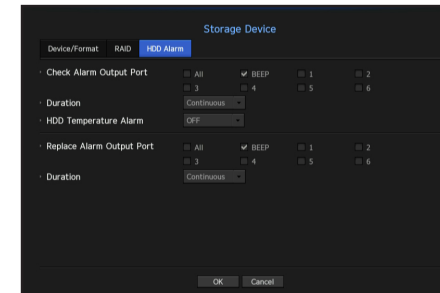 Storage Device
Device/Format RAID HDD Alarm
Check Alarm Output Port All BEEP 1 2
3 4 5 6
Duration Continuous
HDD Temperature Alarm OFF
Replace Alarm Output Port All BEEP 1 2
3 4 5 6
Duration Continuous
OK Cancel